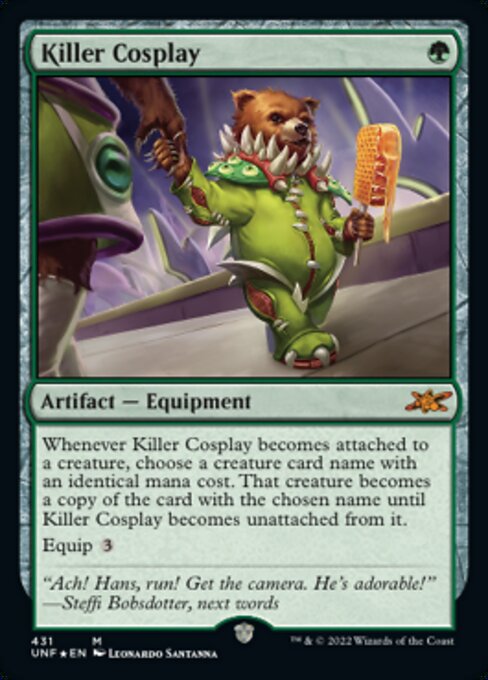 Killer Cosplay
Artifact — Equipment
Whenever Killer Cosplay becomes attached to
a creature, choose a creature card name with
an identical mana cost. That creature becomes
a copy of the card with the chosen name until
Killer Cosplay becomes unattached from it.
Equip 3
“Ach! Hans, run! Get the camera. He’s adorable!”
—Steffi Bobsdotter, next words
431 M
UNF★EN Leonardo Santanna
™ & © 2022 Wizards of the Coast